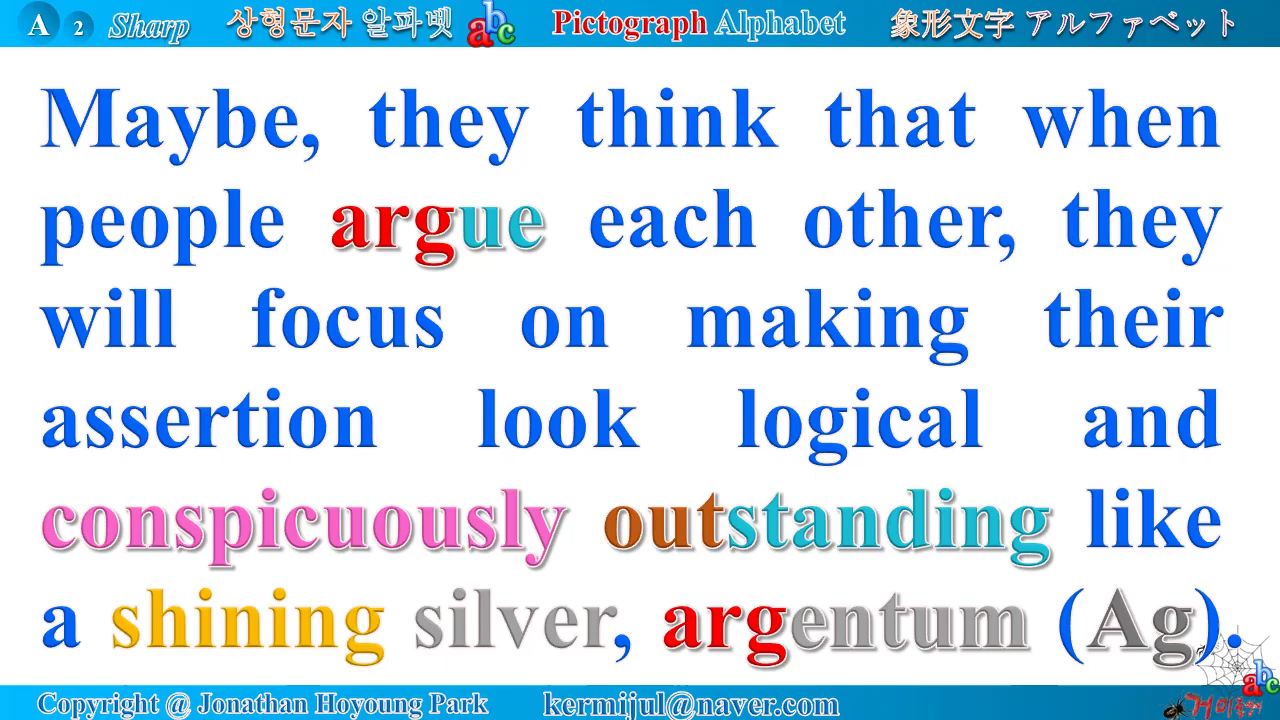 A 2 Sharp 상형문자 알파벳 abc Pictograph Alphabet 象形文字 アルファベット
Maybe, they think that when
people argue each other, they
will focus on making their
assertion look logical and
conspicuously outstanding like
a shining silver, argentum (Ag).
abc
Copyright @ Jonathan Hoyoung Park kermijul@naver.com